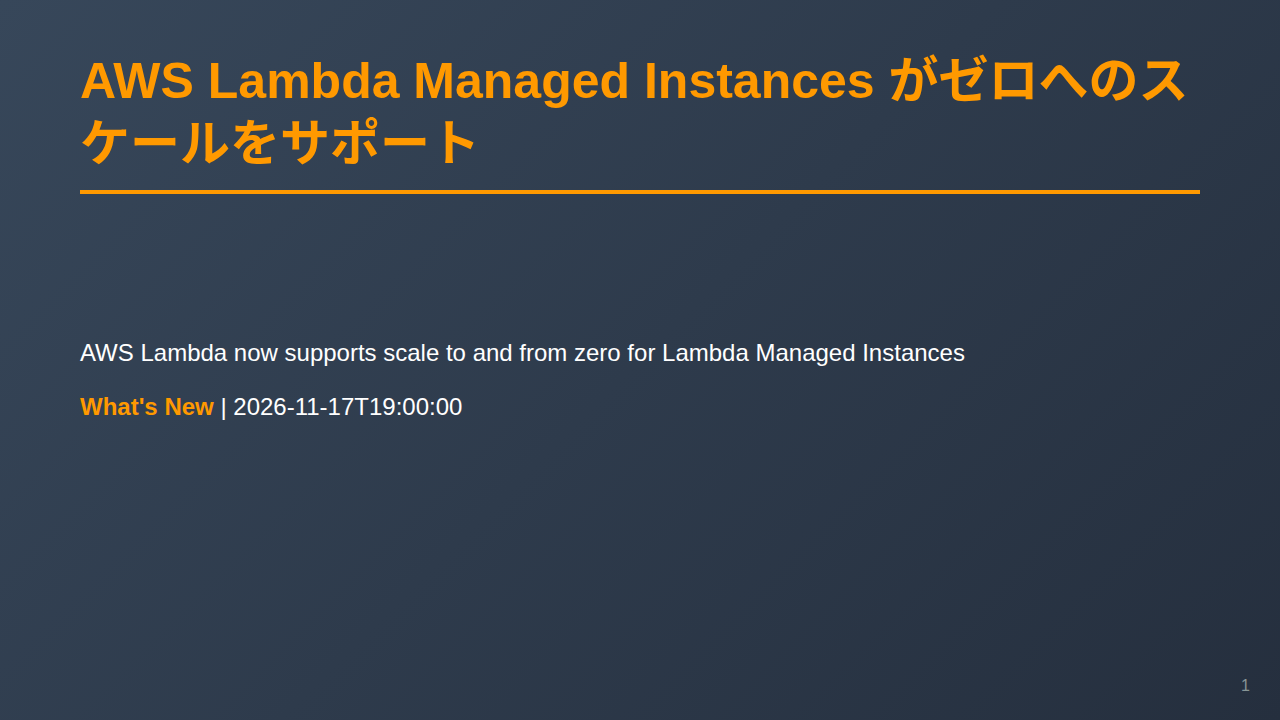 AWS Lambda Managed Instances がゼロへのス
ケールをサポート
AWS Lambda now supports scale to and from zero for Lambda Managed Instances
What's New | 2026-11-17T19:00:00
1